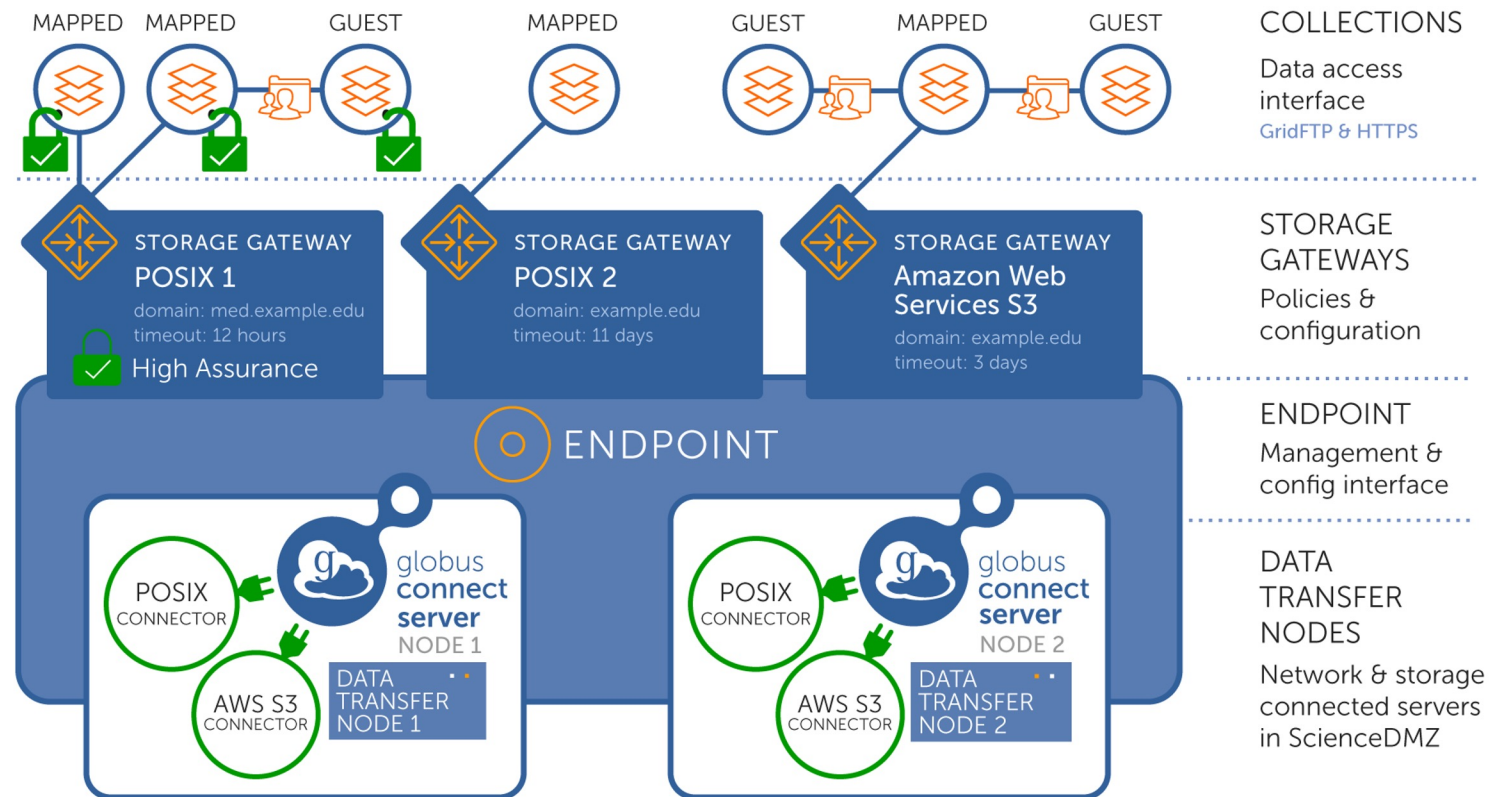 MAPPED
MAPPED
GUEST
MAPPED
GUEST
MAPPED
GUEST
COLLECTIONS
Data access
interface
GridFTP & HTTPS
STORAGE GATEWAY
POSIX 1
domain: med.example.edu
timeout: 12 hours
High Assurance
STORAGE GATEWAY
POSIX 2
domain: example.edu
timeout: 11 days
STORAGE GATEWAY
Amazon Web
Services S3
domain: example.edu
timeout: 3 days
STORAGE
GATEWAYS
Policies &
configuration
ENDPOINT
ENDPOINT
Management &
config interface
POSIX
CONNECTOR
AWS S3
CONNECTOR
g
globus
connect
server
NODE 1
DATA
TRANSFER
NODE 1
POSIX
CONNECTOR
AWS S3
CONNECTOR
g
globus
connect
server
NODE 2
DATA
TRANSFER
NODE 2
DATA
TRANSFER
NODES
Network & storage
connected servers
in ScienceDMZ